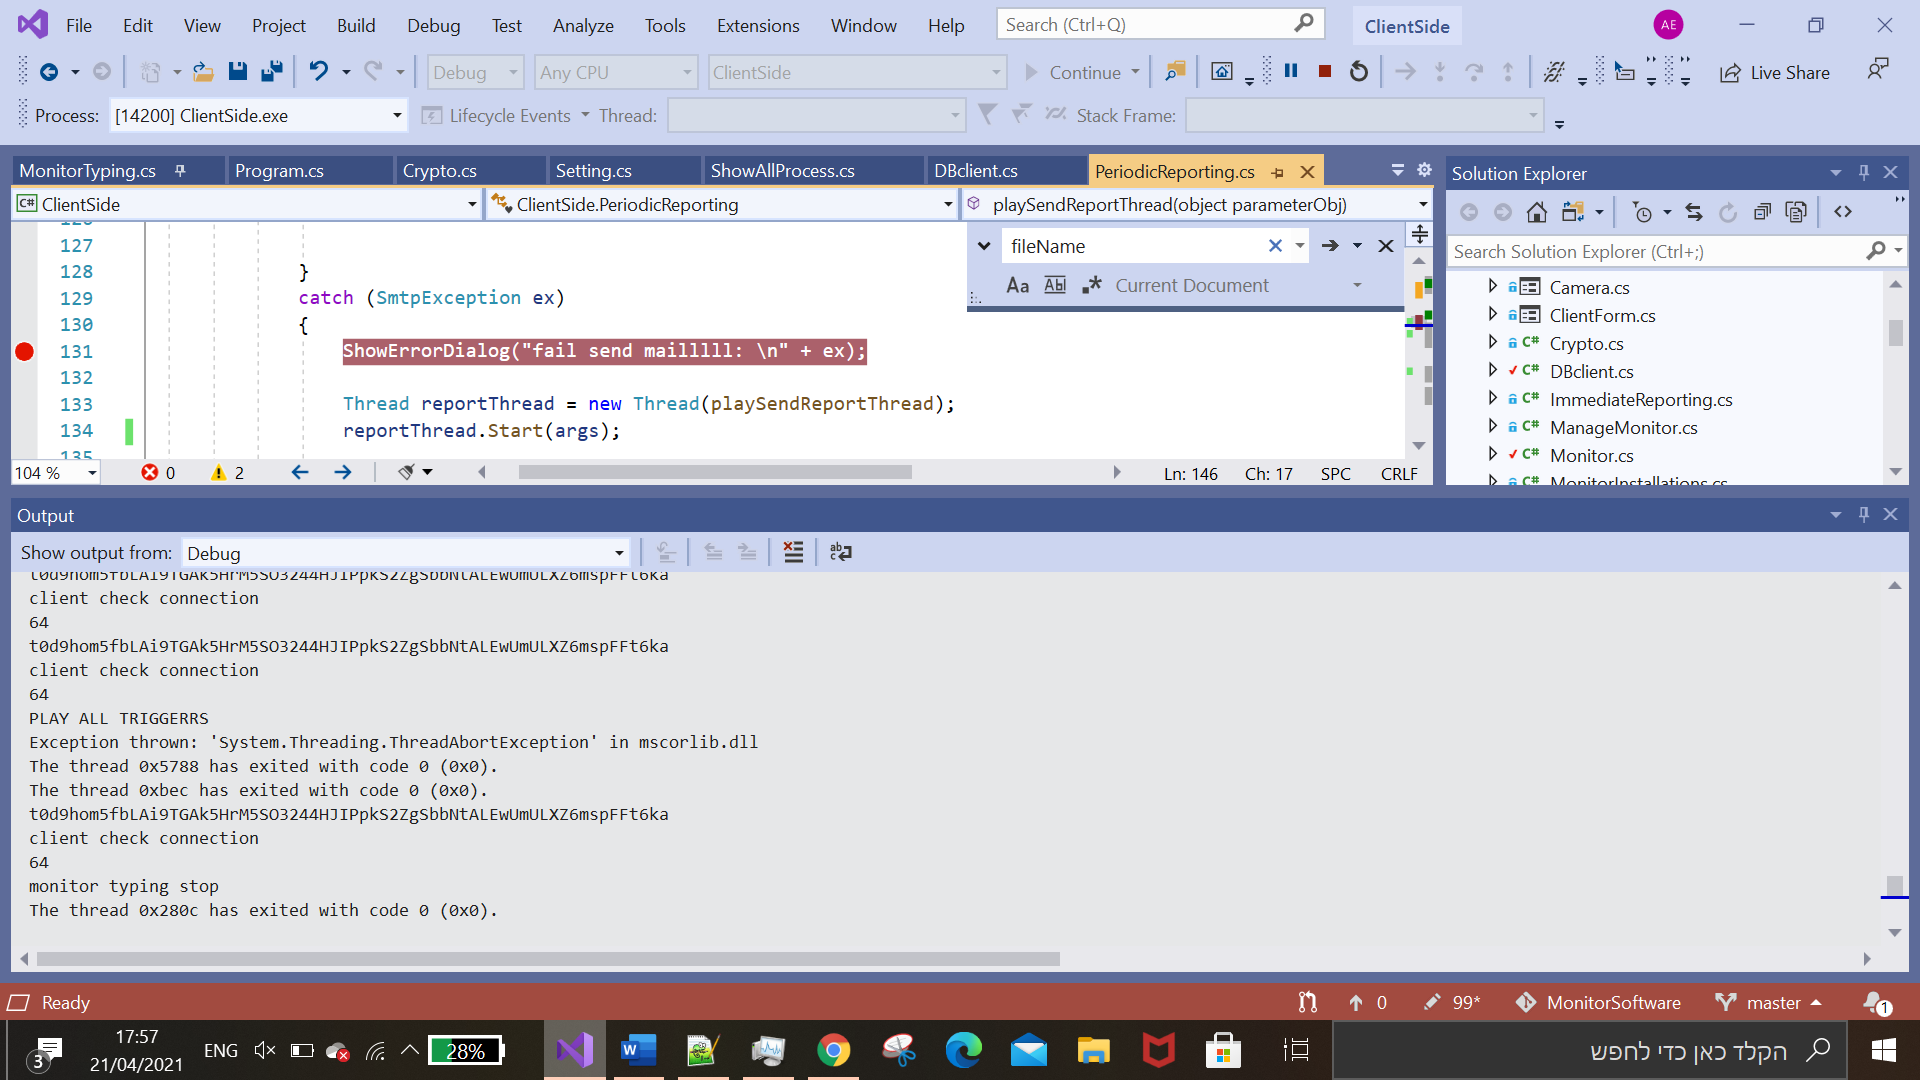 File Edit View Project Build Debug Test Analyze Tools Extensions Window Help Search (Ctrl+Q) ClientSide AE
Debug Any CPU ClientSide Continue Live Share
Process: [14200] ClientSide.exe Lifecycle Events Thread: Stack Frame:
MonitorTyping.cs Program.cs Crypto.cs Setting.cs ShowAllProcess.cs DBclient.cs PeriodicReporting.cs
C# ClientSide ClientSide.PeriodicReporting playSendReportThread(object parameterObj)
fileName
Aa Abl Current Document
126
127
128 }
129 catch (SmtpException ex)
130 {
131 ShowErrorDialog("fail send mailllll: \n" + ex);
132
133 Thread reportThread = new Thread(playSendReportThread);
134 reportThread.Start(args);
135
104 % 0 2 Ln: 146 Ch: 17 SPC CRLF
Solution Explorer
Search Solution Explorer (Ctrl+;)
Camera.cs
ClientForm.cs
C# Crypto.cs
C# DBclient.cs
C# ImmediateReporting.cs
C# ManageMonitor.cs
C# Monitor.cs
C# MonitorInstallations.cs
Output
Show output from: Debug
t0d9hom5fbLAi9TGAk5HrM5SO3244HJIPpkS2ZgSbbNtALEwUmULXZ6mspFFt6ka
client check connection
64
t0d9hom5fbLAi9TGAk5HrM5SO3244HJIPpkS2ZgSbbNtALEwUmULXZ6mspFFt6ka
client check connection
64
PLAY ALL TRIGGERRS
Exception thrown: 'System.Threading.ThreadAbortException' in mscorlib.dll
The thread 0x5788 has exited with code 0 (0x0).
The thread 0xbec has exited with code 0 (0x0).
t0d9hom5fbLAi9TGAk5HrM5SO3244HJIPpkS2ZgSbbNtALEwUmULXZ6mspFFt6ka
client check connection
64
monitor typing stop
The thread 0x280c has exited with code 0 (0x0).
Ready 0 99* MonitorSoftware master 1
3 17:57 ENG 28% הקלד כאן כדי לחפש
21/04/2021